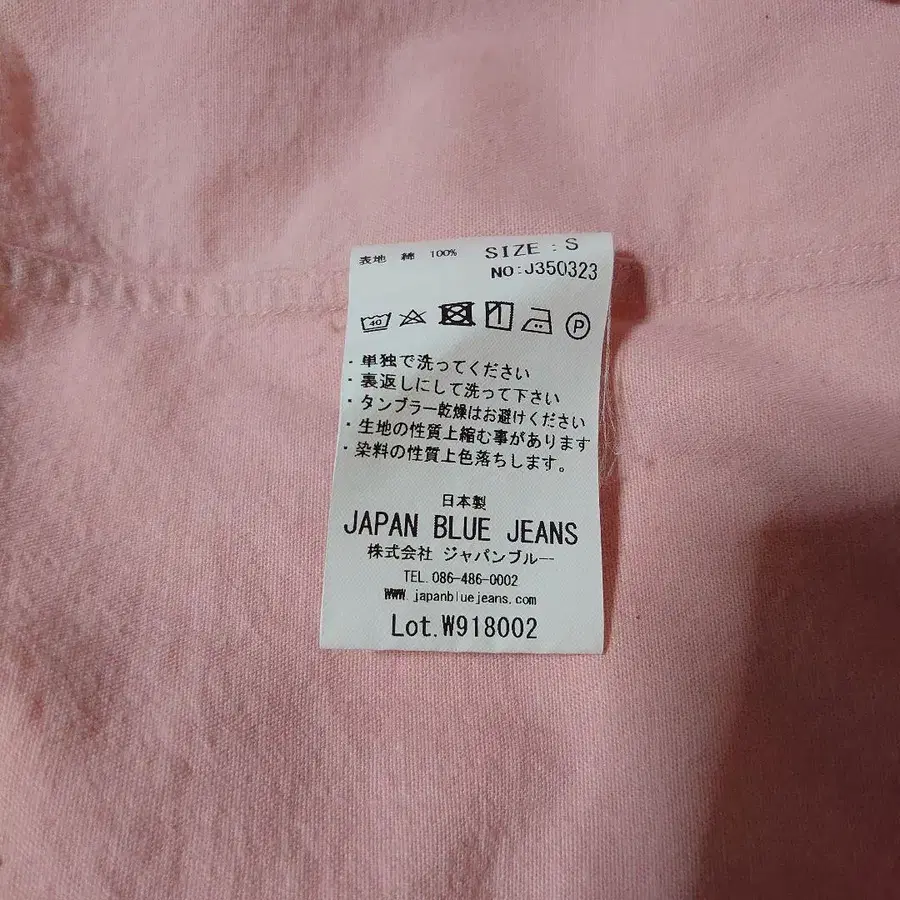 表地 綿 100% SIZE : S
NO:J350323
40 P
・単独で洗ってください
・裏返しにして洗って下さい
・タンブラー乾燥はお避けください
・生地の性質上縮む事があります
・染料の性質上色落ちします。
日本製
JAPAN BLUE JEANS
株式会社 ジャパンブルー
TEL.086-486-0002
WWW.japanbluejeans.com
Lot.W918002